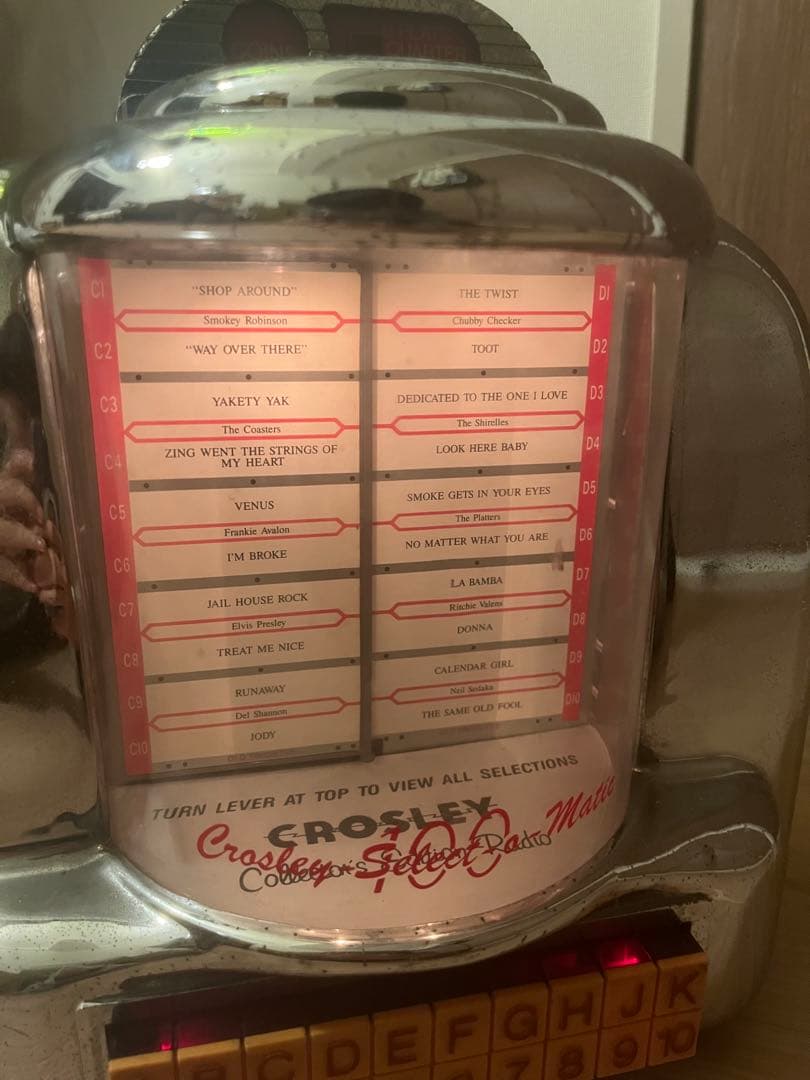 QUARTER
C1
"SHOP AROUND"
Smokey Robinson
C2
"WAY OVER THERE"
C3
YAKETY YAK
The Coasters
C4
ZING WENT THE STRINGS OF
MY HEART
C5
VENUS
Frankie Avalon
C6
I'M BROKE
C7
JAIL HOUSE ROCK
Elvis Presley
C8
TREAT ME NICE
C9
RUNAWAY
Del Shannon
C10
JODY
THE TWIST
D1
Chubby Checker
TOOT
D2
DEDICATED TO THE ONE I LOVE
D3
The Shirelles
LOOK HERE BABY
D4
SMOKE GETS IN YOUR EYES
D5
The Platters
NO MATTER WHAT YOU ARE
D6
LA BAMBA
D7
Ritchie Valens
DONNA
D8
CALENDAR GIRL
D9
Neil Sedaka
THE SAME OLD FOOL
D10
TURN LEVER AT TOP TO VIEW ALL SELECTIONS
CROSLEY
Crosley Select-o-Matic
100
Collector's Edition Radio
C D E F G H J K
7 8 9 10